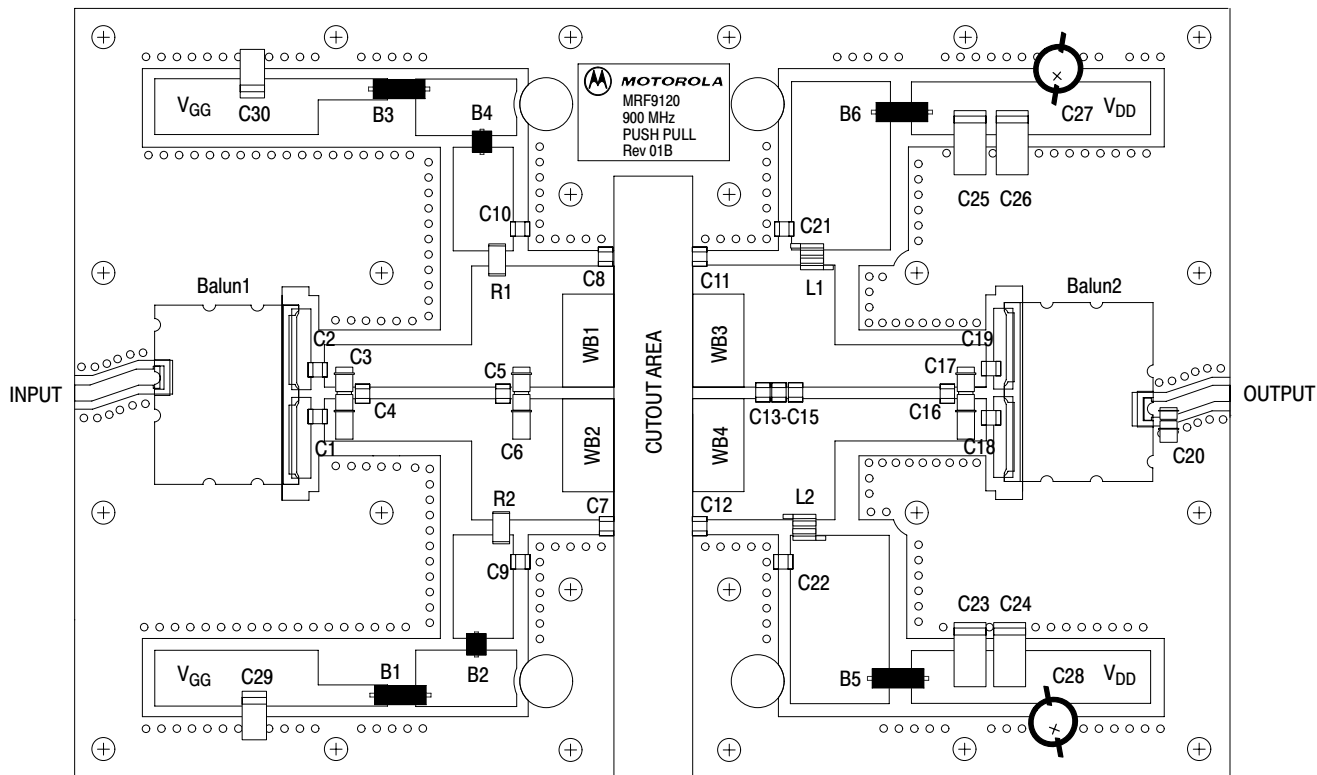 VGG
C30
B3
B4
MOTOROLA
MRF9120
900 MHz
PUSH PULL
Rev 01B
B6
C27
VDD
C25
C26
C10
C21
R1
C8
C11
L1
Balun1
Balun2
C2
C3
C5
WB1
WB3
C17
C19
INPUT
OUTPUT
C4
CUTOUT AREA
C13-C15
C16
C1
C6
WB2
WB4
C18
C20
R2
C7
C12
L2
C9
C22
C23
C24
VGG
C29
B1
B2
B5
C28
VDD